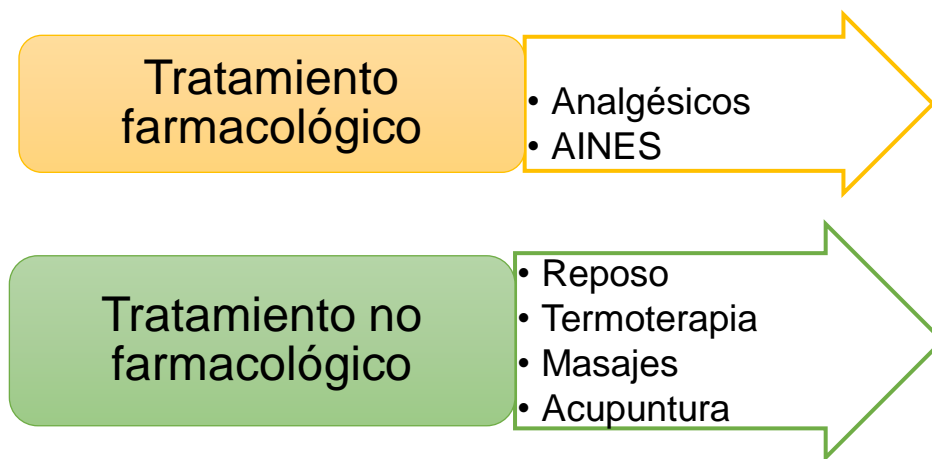 Tratamiento
farmacológico
• Analgésicos
• AINES
Tratamiento no
farmacológico
• Reposo
• Termoterapia
• Masajes
• Acupuntura